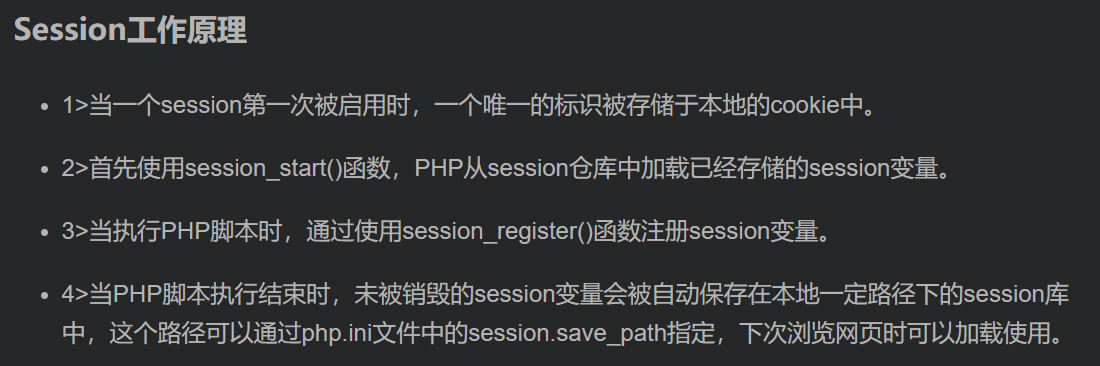 Session工作原理
1>当一个session第一次被启用时，一个唯一的标识被存储于本地的cookie中。
2>首先使用session_start()函数，PHP从session仓库中加载已经存储的session变量。
3>当执行PHP脚本时，通过使用session_register()函数注册session变量。
4>当PHP脚本执行结束时，未被销毁的session变量会被自动保存在本地一定路径下的session库
中，这个路径可以通过php.ini文件中的session.save_path指定，下次浏览网页时可以加载使用。